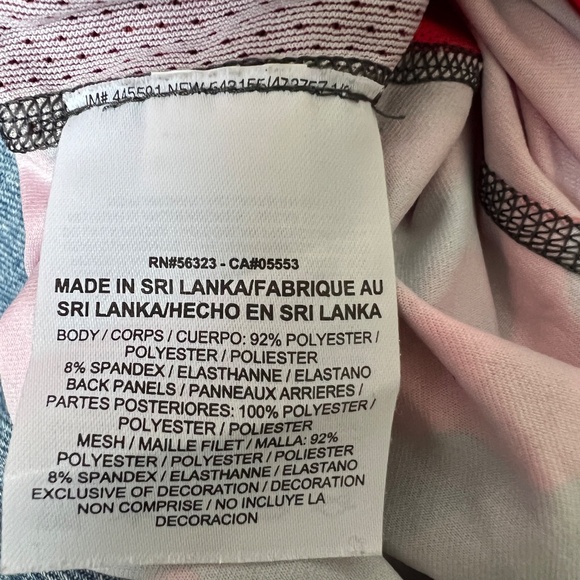 RN#56323 - CA#05553
MADE IN SRI LANKA/FABRIQUE AU
SRI LANKA/HECHO EN SRI LANKA
BODY / CORPS / CUERPO: 92% POLYESTER /
POLYESTER / POLIESTER
8% SPANDEX / ELASTHANNE / ELASTANO
BACK PANELS / PANNEAUX ARRIERES /
PARTES POSTERIORES: 100% POLYESTER /
POLYESTER / POLIESTER
MESH / MAILLE FILET / MALLA: 92%
POLYESTER / POLYESTER / POLIESTER
8% SPANDEX / ELASTHANNE / ELASTANO
EXCLUSIVE OF DECORATION / DECORATION
NON COMPRISE / NO INCLUYE LA
DECORACION